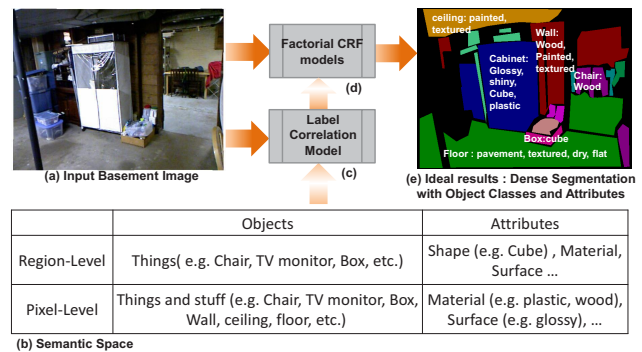 Factorial CRF
models
(d)
Label
Correlation
Model
(c)
(a) Input Basement Image
ceiling: painted,
textured
Wall:
Wood,
Painted,
textured
Cabinet:
Glossy,
shiny,
Cube,
plastic
Chair:
Wood
Box:cube
Floor : pavement, textured, dry, flat
(e) Ideal results : Dense Segmentation
with Object Classes and Attributes
Objects
Attributes
Region-Level
Things( e.g. Chair, TV monitor, Box, etc.)
Shape (e.g. Cube) , Material,
Surface ...
Pixel-Level
Things and stuff (e.g. Chair, TV monitor, Box,
Wall, ceiling, floor, etc.)
Material (e.g. plastic, wood),
Surface (e.g. glossy), ...
(b) Semantic Space